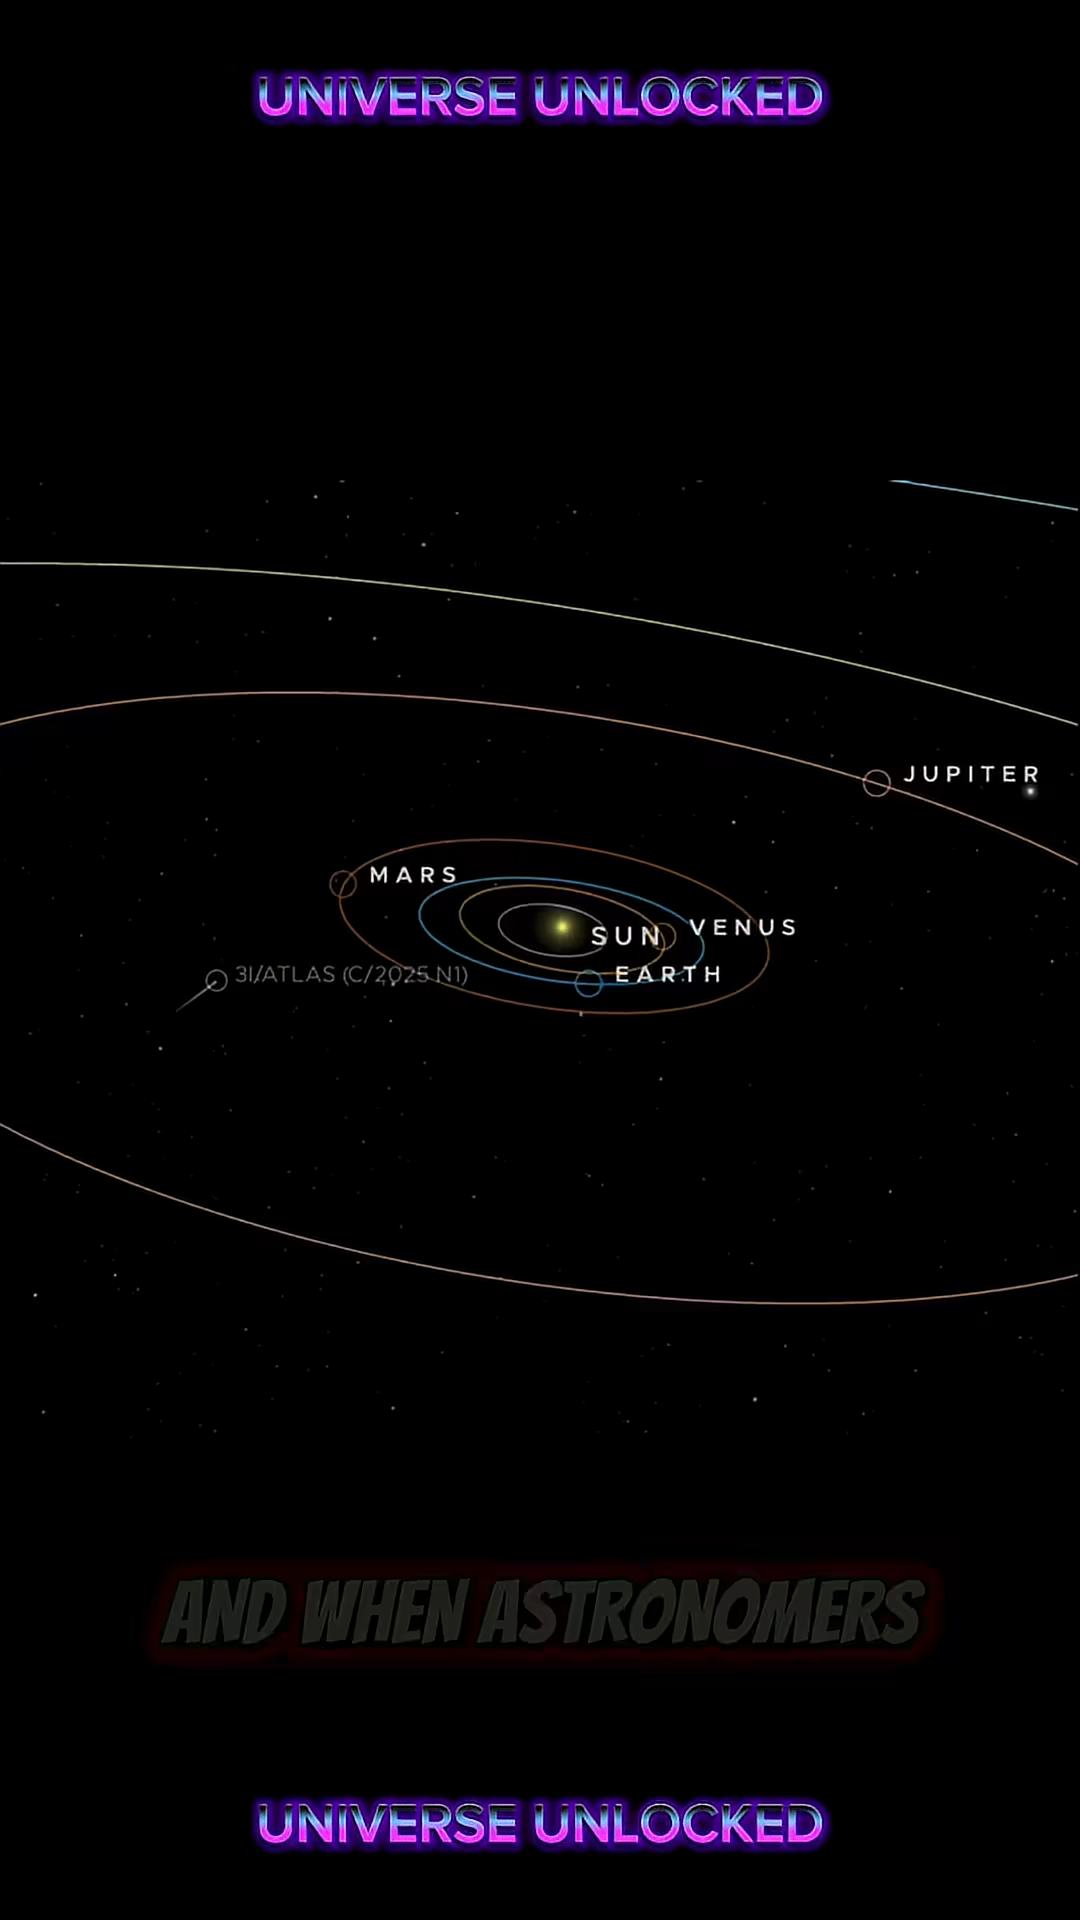 UNIVERSE UNLOCKED
JUPITER
MARS
VENUS
SUN
EARTH
3I/ATLAS (C/2025 N1)
AND WHEN ASTRONOMERS
UNIVERSE UNLOCKED